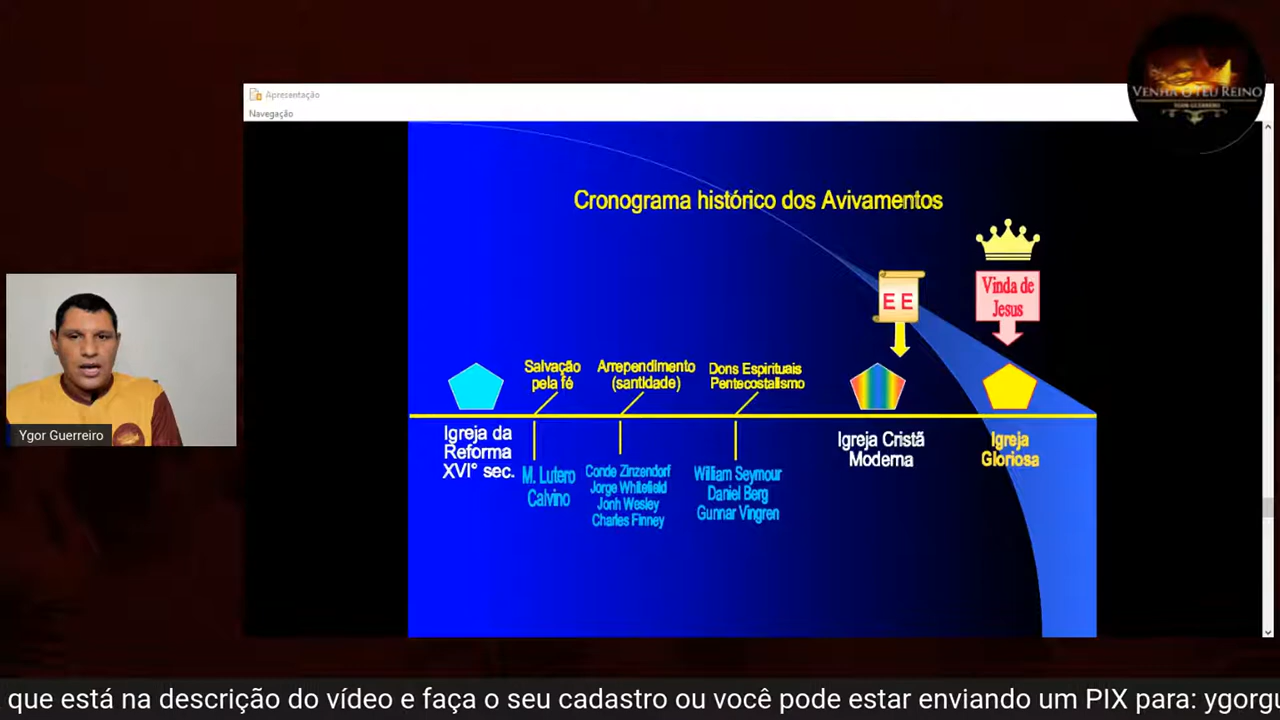 VENHA O TEU REINO
YGOR GUERREIRO
Apresentação
Navegação
Cronograma histórico dos Avivamentos
E E
Vinda de
Jesus
Salvação
pela fé
Arrependimento
(santidade)
Dons Espirituais
Pentecostalismo
Igreja da
Reforma
XVI° sec.
M. Lutero
Calvino
Conde Zinzendorf
Jorge Whitefield
Jonh Wesley
Charles Finney
William Seymour
Daniel Berg
Gunnar Vingren
Igreja Cristã
Moderna
Igreja
Gloriosa
Ygor Guerreiro
que está na descrição do vídeo e faça o seu cadastro ou você pode estar enviando um PIX para: ygorgu